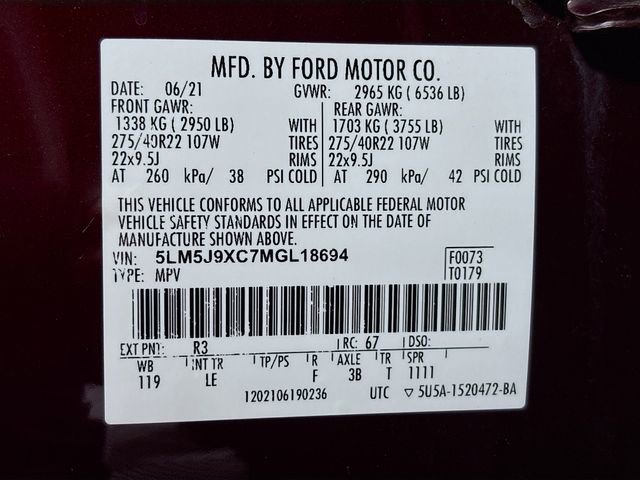 MFD. BY FORD MOTOR CO.
DATE: 06/21 GVWR: 2965 KG ( 6536 LB)
FRONT GAWR: REAR GAWR:
1338 KG ( 2950 LB) WITH 1703 KG ( 3755 LB) WITH
275/40R22 107W TIRES 275/40R22 107W TIRES
22x9.5J RIMS 22x9.5J RIMS
AT 260 kPa/ 38 PSI COLD AT 290 kPa/ 42 PSI COLD
THIS VEHICLE CONFORMS TO ALL APPLICABLE FEDERAL MOTOR
VEHICLE SAFETY STANDARDS IN EFFECT ON THE DATE OF
MANUFACTURE SHOWN ABOVE.
VIN: 5LM5J9XC7MGL18694 F0073
TYPE: MPV T0179
EXT PNT: R3 RC: 67 DSO:
WB INT TR TP/PS R AXLE TR SPR
119 LE F 3B T 1111
1202106190236 UTC ▽ 5U5A-1520472-BA